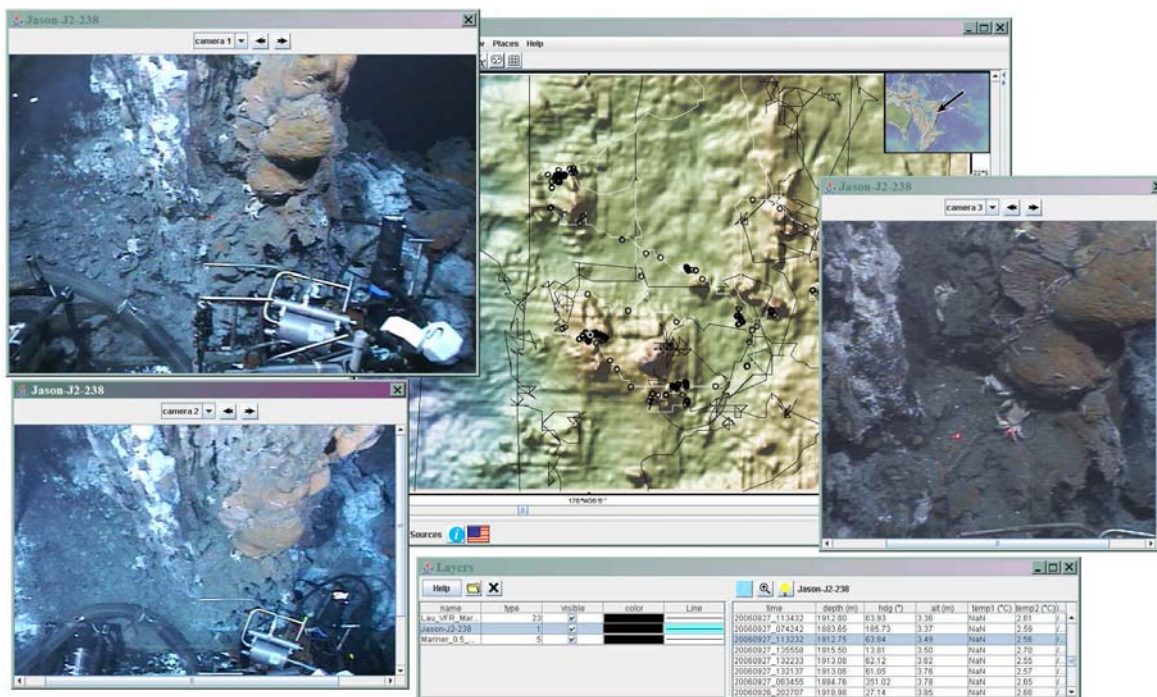 Jason-J2-238
camera 1
Places Help
Jason-J2-238
camera 3
Jason-J2-238
camera 2
Sources
Layers
Help
Jason-J2-238
name type visible color Line
Lau_VFR_Mar... 23
Jason-J2-238 1
Mariner_0.5_... 5
time depth (m) hdg (°) alt (m) temp1 (°C) temp2 (°C)
20060927_113432 1912.80 63.93 3.36 NaN 2.61
20060927_074242 1883.65 185.73 3.37 NaN 2.59
20060927_113232 1912.75 63.64 3.49 NaN 2.56
20060927_135558 1915.50 13.81 3.50 NaN 2.70
20060927_132233 1913.08 62.12 3.62 NaN 2.55
20060927_132137 1913.06 61.05 3.76 NaN 2.57
20060927_063455 1884.76 351.02 3.78 NaN 2.65
20060926_203707 1918.98 27.14 3.85 NaN 2.68